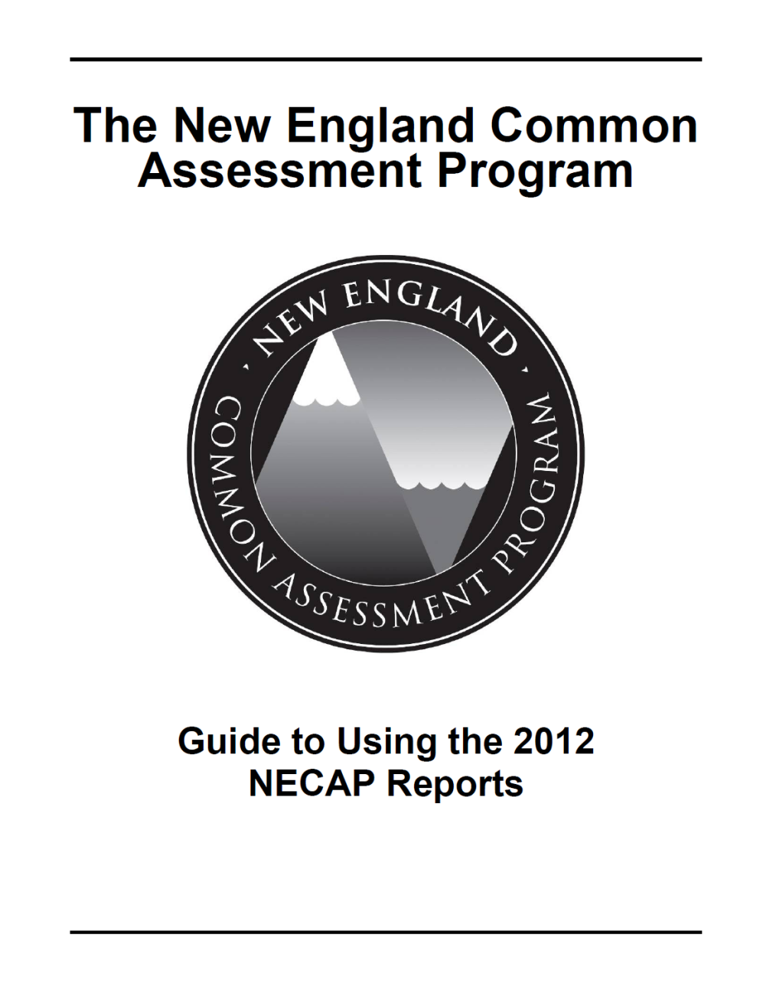 The New England Common
Assessment Program
NEW ENGLAND
COMMON ASSESSMENT PROGRAM
Guide to Using the 2012
NECAP Reports